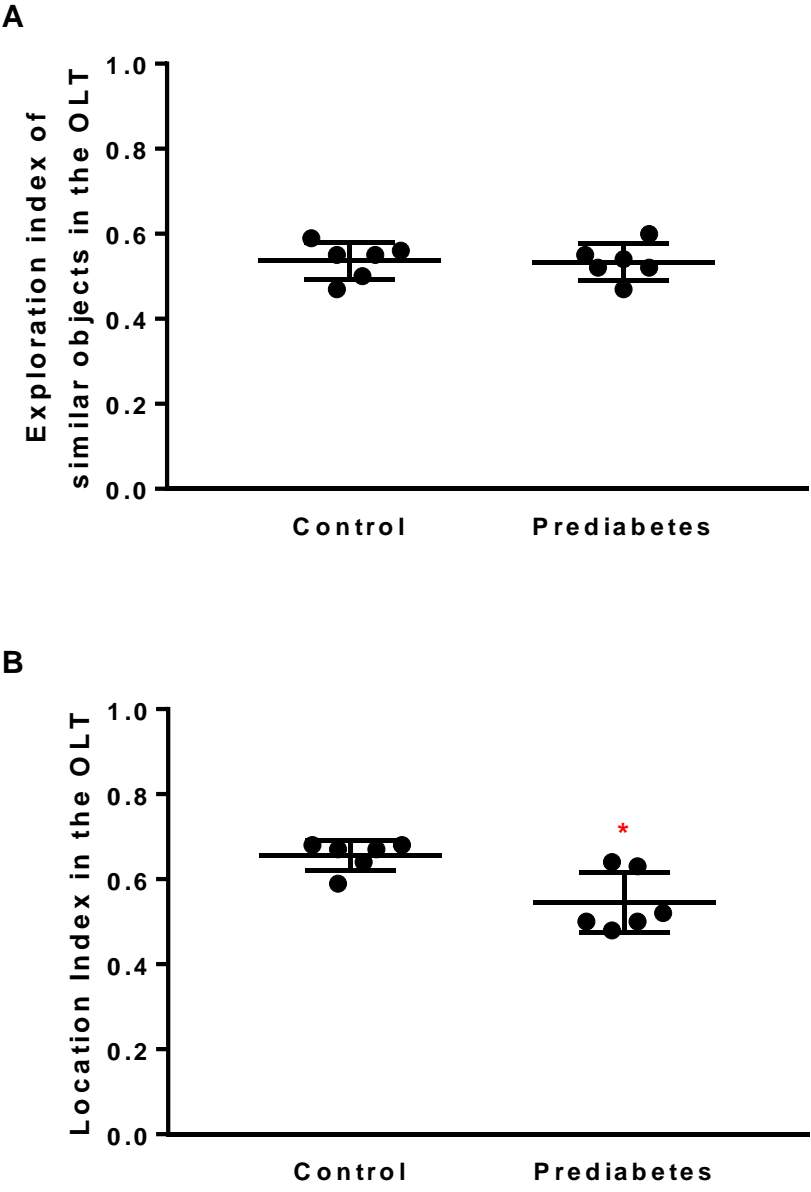 A
Exploration index of
similar objects in the OLT
1.0
0.8
0.6
0.4
0.2
0.0
Control Prediabetes
B
Location Index in the OLT
1.0
0.8
*
0.6
0.4
0.2
0.0
Control Prediabetes